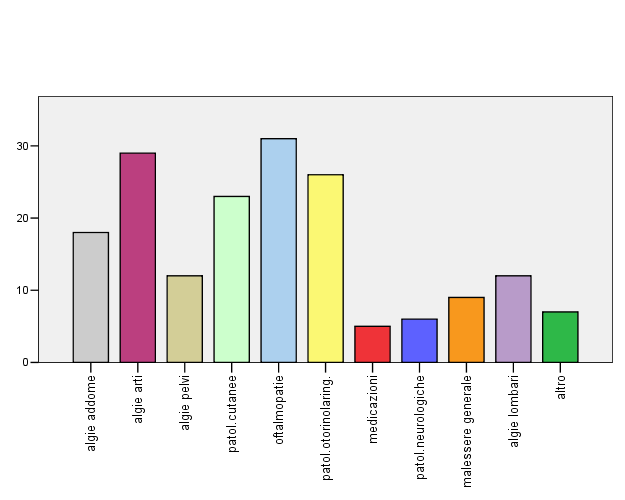 30
20
10
0
algie addome
algie arti
algie pelvi
patol.cutanee
oftalmopatie
patol.otorinolaring.
medicazioni
patol.neurologiche
malessere generale
algie lombari
altro